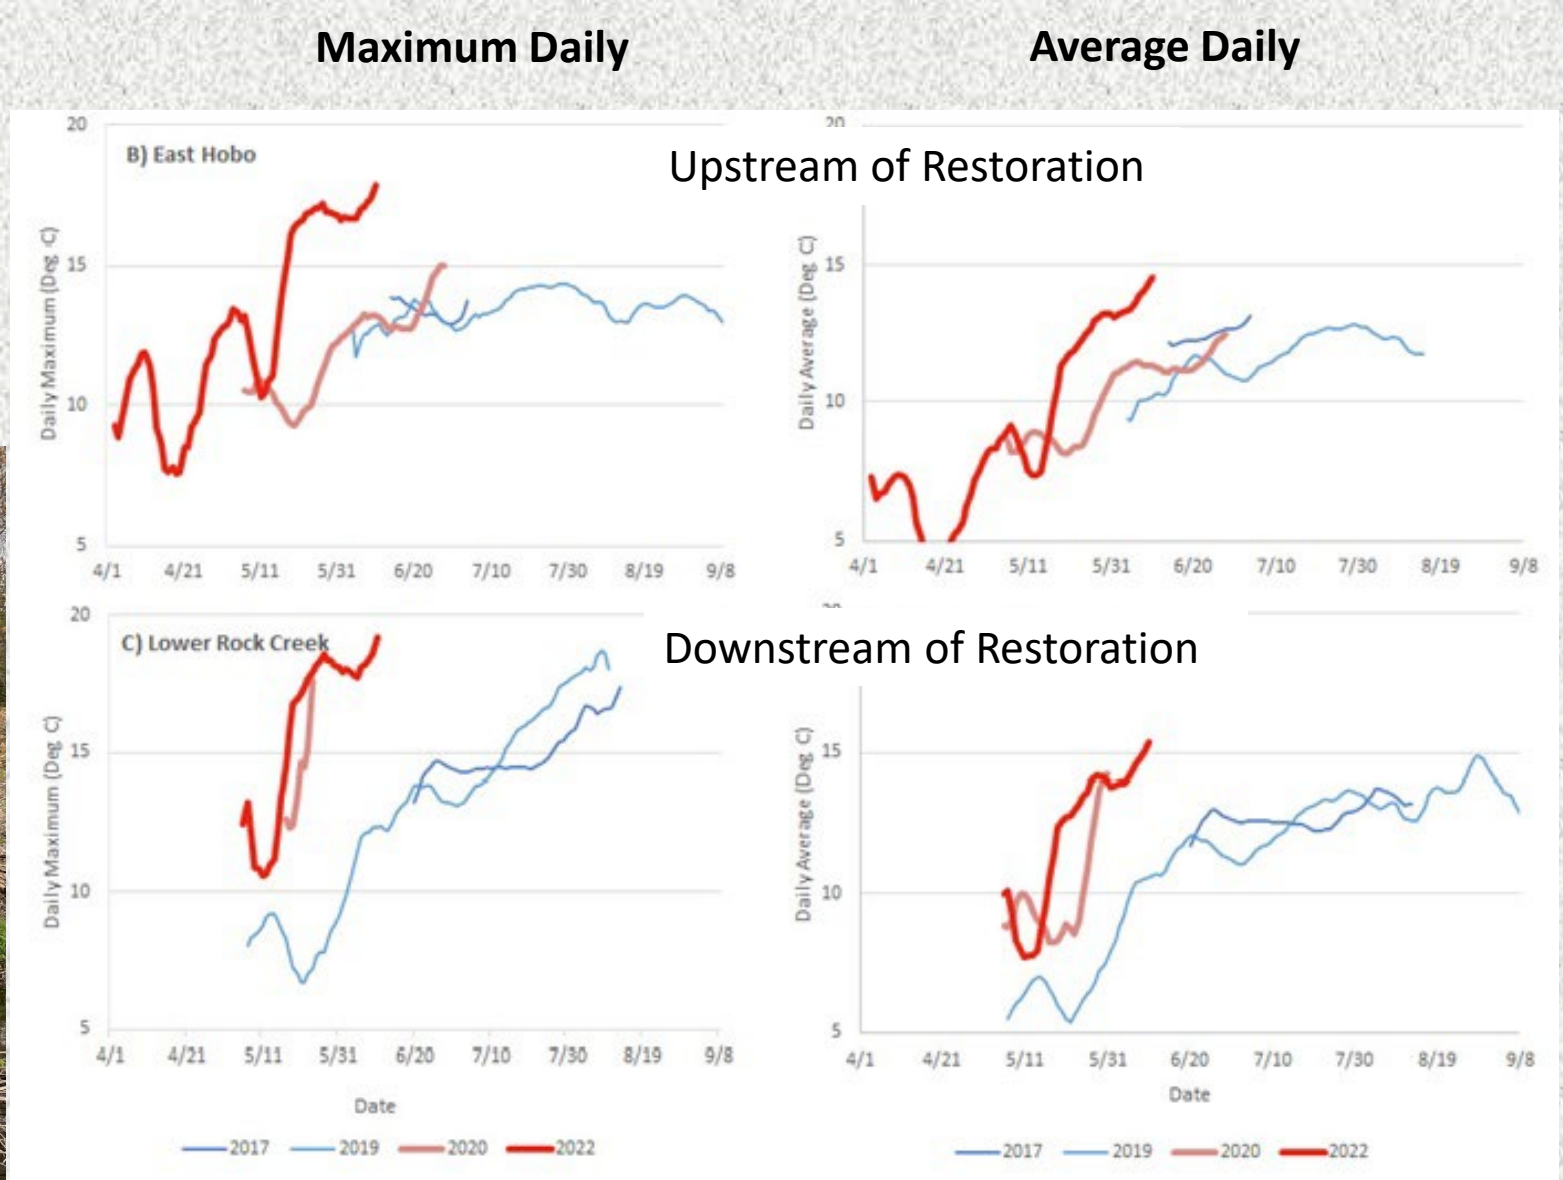 Maximum Daily
Average Daily
Upstream of Restoration
B) East Hobo
Daily Maximum (Deg C)
20
15
10
5
4/1 4/21 5/11 5/31 6/20 7/10 7/30 8/19 9/8
Daily Average (Deg C)
20
15
10
5
4/1 4/21 5/11 5/31 6/20 7/10 7/30 8/19 9/8
Downstream of Restoration
C) Lower Rock Creek
Daily Maximum (Deg C)
20
15
10
5
4/1 4/21 5/11 5/31 6/20 7/10 7/30 8/19 9/8
Date
2017 2019 2020 2022
Daily Average (Deg C)
15
10
5
4/1 4/21 5/11 5/31 6/20 7/10 7/30 8/19 9/8
Date
2017 2019 2020 2022